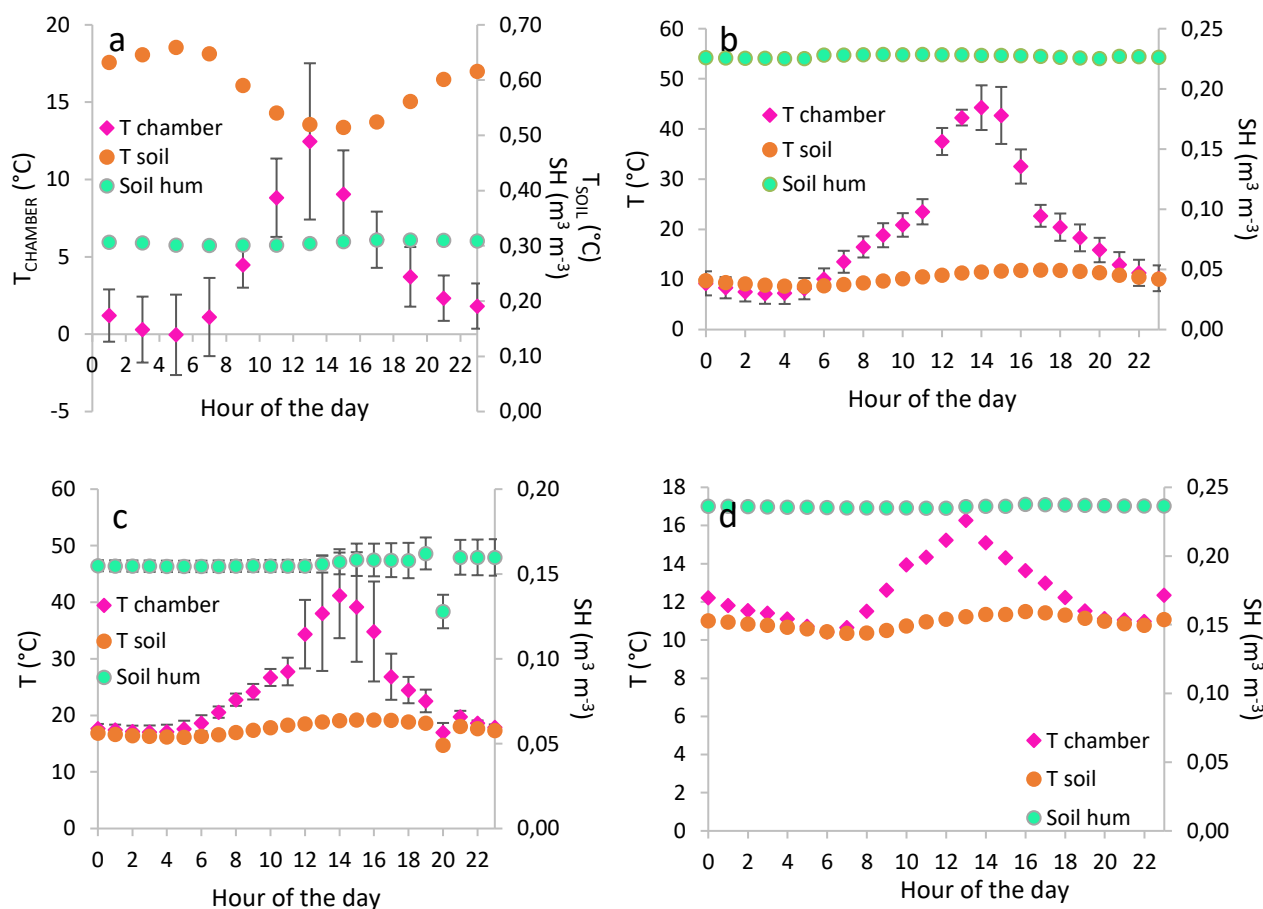 a
20
15
10
5
0
-5
0,70
0,60
0,50
0,40
0,30
0,20
0,10
0,00
T CHAMBER (°C)
T SOIL (°C)
SH (m3 m-3)
T chamber
T soil
Soil hum
0 2 4 6 8 10 12 14 16 18 20 22
Hour of the day
b
60
50
40
30
20
10
0
0,25
0,20
0,15
0,10
0,05
0,00
T (°C)
SH (m3 m-3)
T chamber
T soil
Soil hum
0 2 4 6 8 10 12 14 16 18 20 22
Hour of the day
c
60
50
40
30
20
10
0
0,20
0,15
0,10
0,05
0,00
T (°C)
SH (m3 m-3)
T chamber
T soil
Soil hum
0 2 4 6 8 10 12 14 16 18 20 22
Hour of the day
d
18
16
14
12
10
8
6
4
2
0
0,25
0,20
0,15
0,10
0,05
0,00
T (°C)
SH (m3 m-3)
T chamber
T soil
Soil hum
0 2 4 6 8 10 12 14 16 18 20 22
Hour of the day